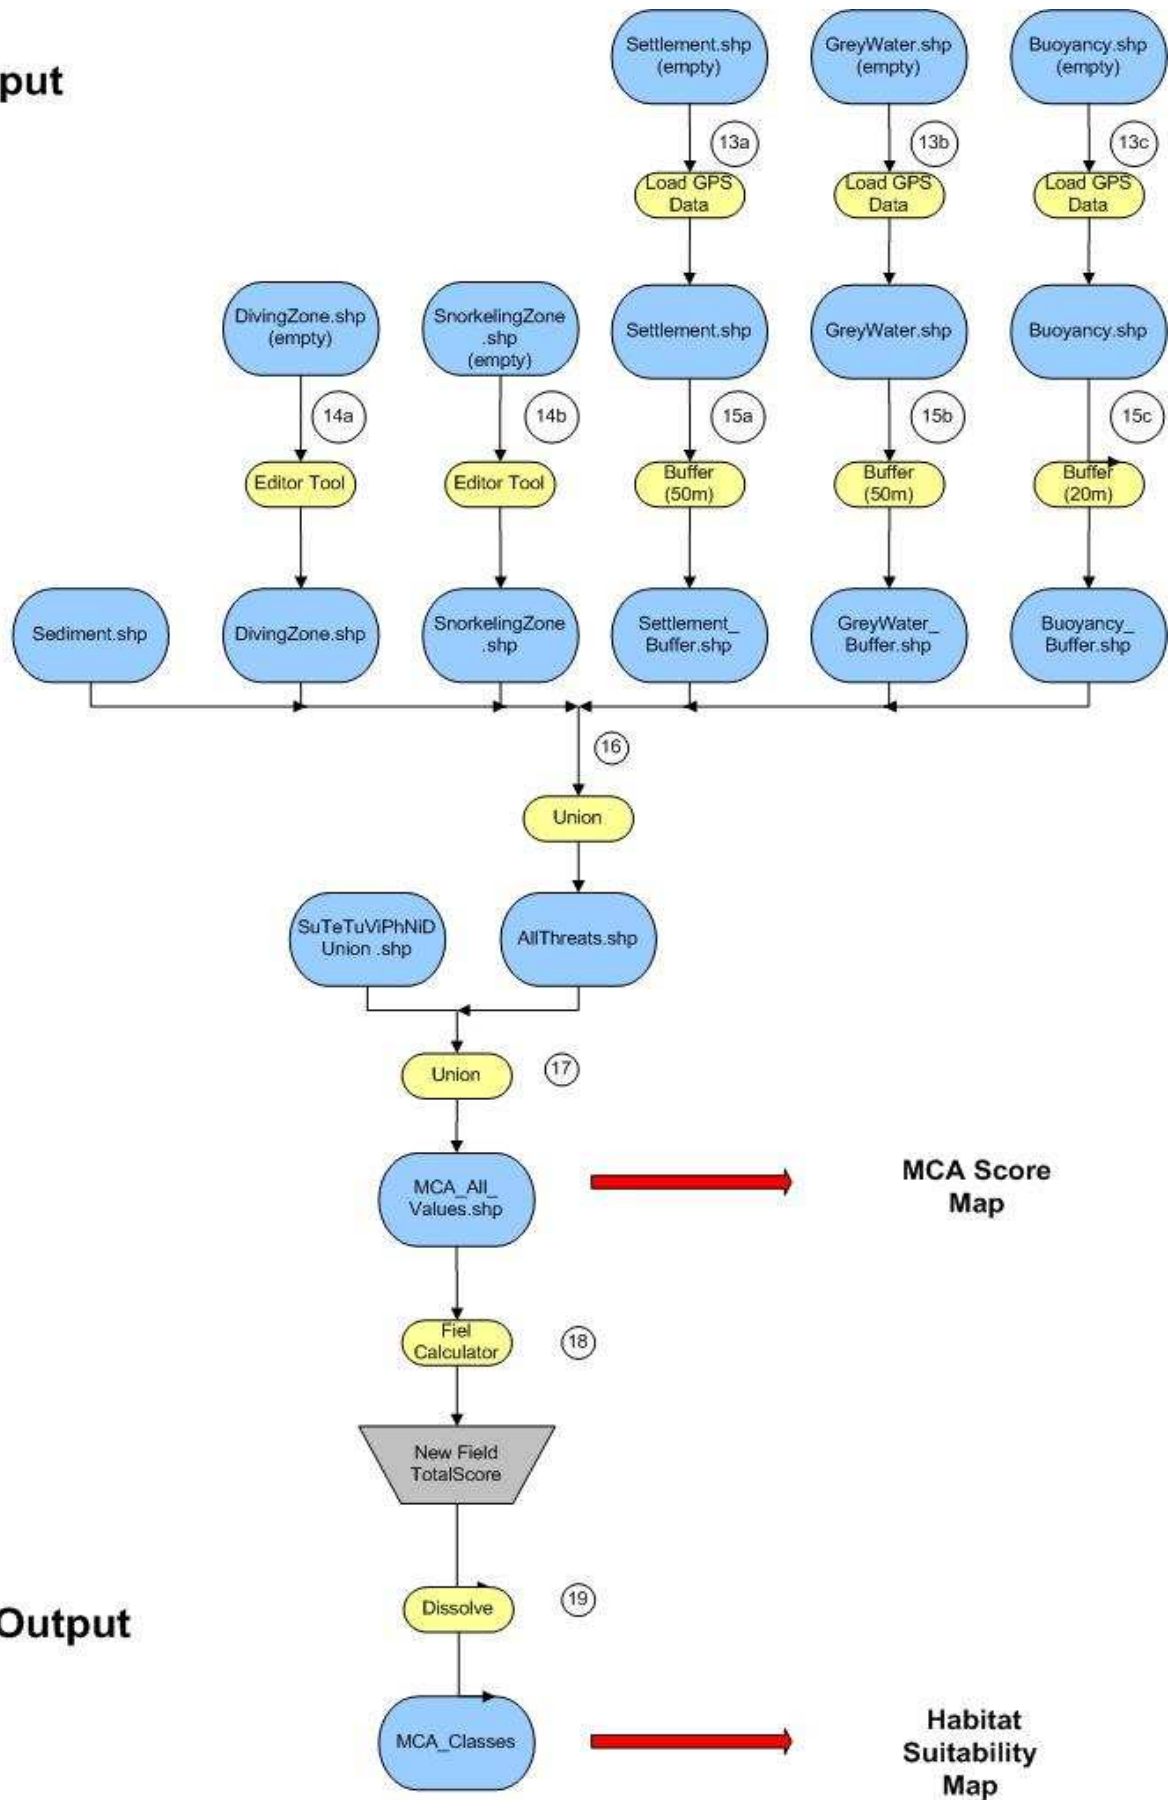 Settlement.shp
(empty)
GreyWater.shp
(empty)
Buoyancy.shp
(empty)
put
13a
13b
13c
Load GPS
Data
Load GPS
Data
Load GPS
Data
DivingZone.shp
(empty)
SnorkelingZone
.shp
(empty)
Settlement.shp
GreyWater.shp
Buoyancy.shp
14a
14b
15a
15b
15c
Editor Tool
Editor Tool
Buffer
(50m)
Buffer
(50m)
Buffer
(20m)
Sediment.shp
DivingZone.shp
SnorkelingZone
.shp
Settlement_
Buffer.shp
GreyWater_
Buffer.shp
Buoyancy_
Buffer.shp
16
Union
SuTeTuViPhNiD
Union .shp
AllThreats.shp
Union
17
MCA_All_
Values.shp
MCA Score
Map
Fiel
Calculator
18
New Field
TotalScore
Dissolve
19
Output
MCA_Classes
Habitat
Suitability
Map